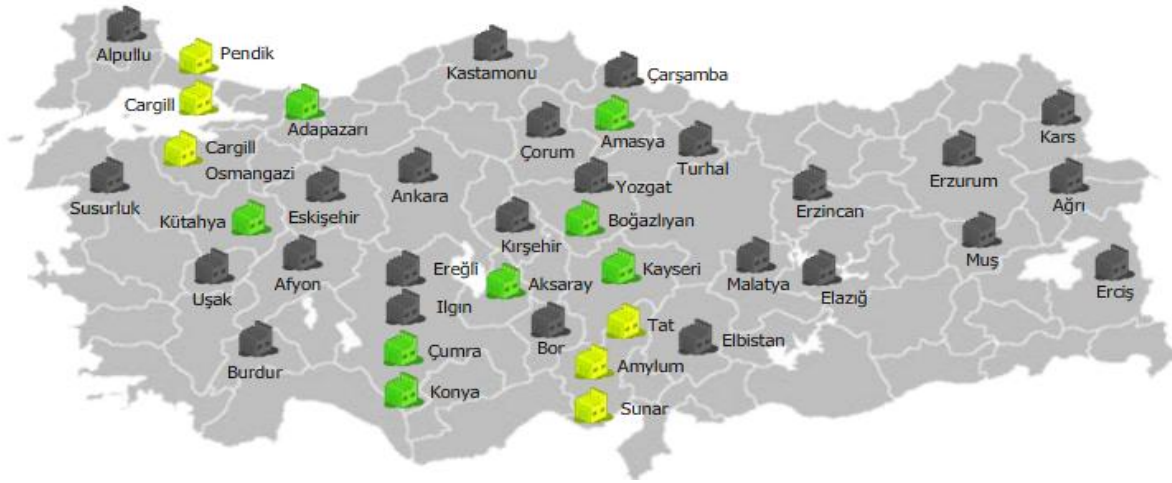 Alpullu
Pendik
Kastamonu
Çarşamba
Cargill
Adapazarı
Çorum
Amasya
Turhal
Kars
Cargill
Osmangazi
Susurluk
Eskişehir
Ankara
Yozgat
Erzincan
Erzurum
Ağrı
Kütahya
Kırşehir
Boğazlıyan
Muş
Uşak
Afyon
Ereğli
Aksaray
Kayseri
Malatya
Elazığ
Erciş
Ilgın
Burdur
Bor
Tat
Elbistan
Çumra
Amylum
Konya
Sunar